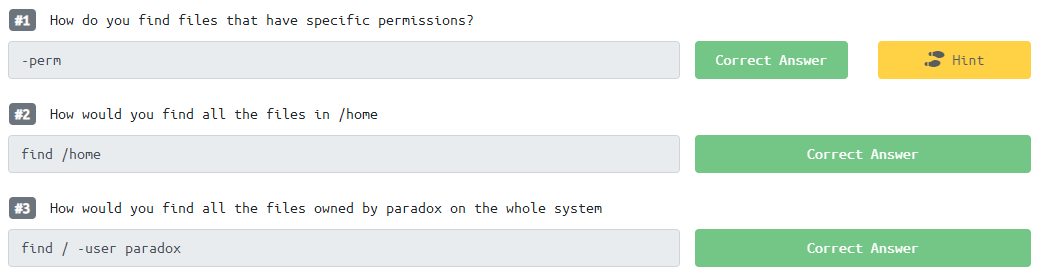 #1 How do you find files that have specific permissions?
-perm Correct Answer Hint
#2 How would you find all the files in /home
find /home Correct Answer
#3 How would you find all the files owned by paradox on the whole system
find / -user paradox Correct Answer